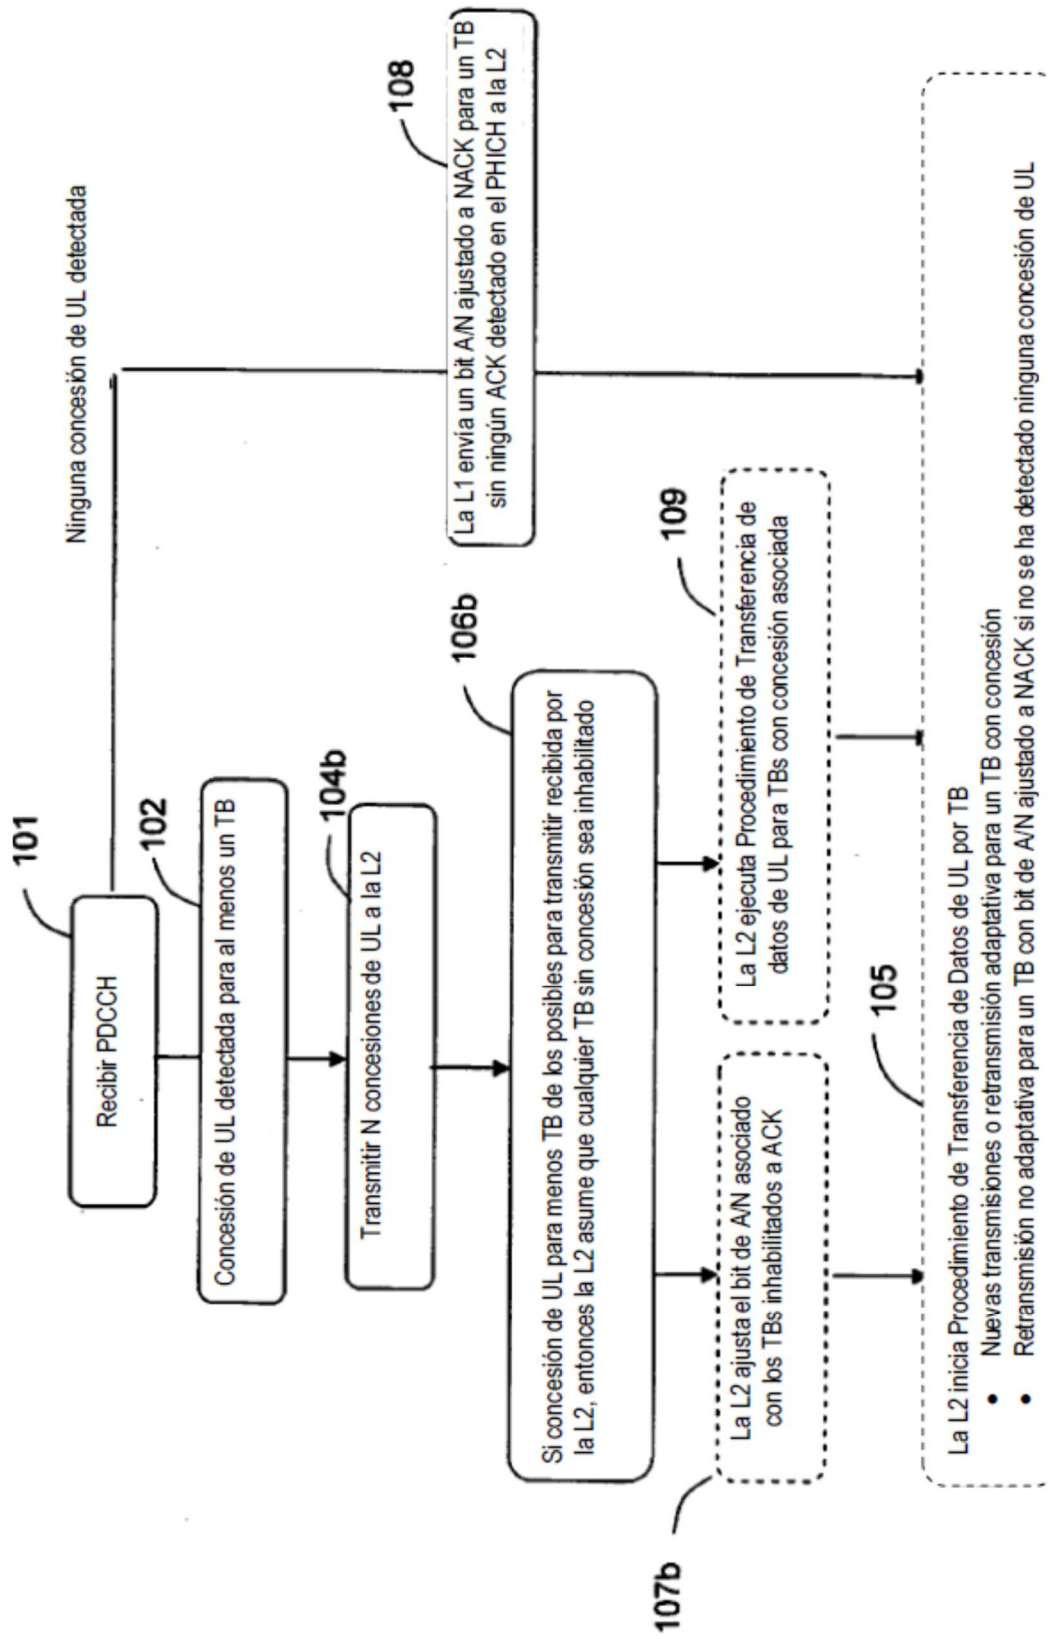 101
Recibir PDCCH
Ninguna concesión de UL detectada
102
Concesión de UL detectada para al menos un TB
104b
Transmitir N concesiones de UL a la L2
108
La L1 envía un bit A/N ajustado a NACK para un TB
sin ningún ACK detectado en el PHICH a la L2
106b
Si concesión de UL para menos TB de los posibles para transmitir recibida por
la L2, entonces la L2 asume que cualquier TB sin concesión sea inhabilitado
107b
La L2 ajusta el bit de A/N asociado
con los TBs inhabilitados a ACK
109
La L2 ejecuta Procedimiento de Transferencia de
datos de UL para TBs con concesión asociada
105
La L2 inicia Procedimiento de Transferencia de Datos de UL por TB
• Nuevas transmisiones o retransmisión adaptativa para un TB con concesión
• Retransmisión no adaptativa para un TB con bit de A/N ajustado a NACK si no se ha detectado ninguna concesión de UL